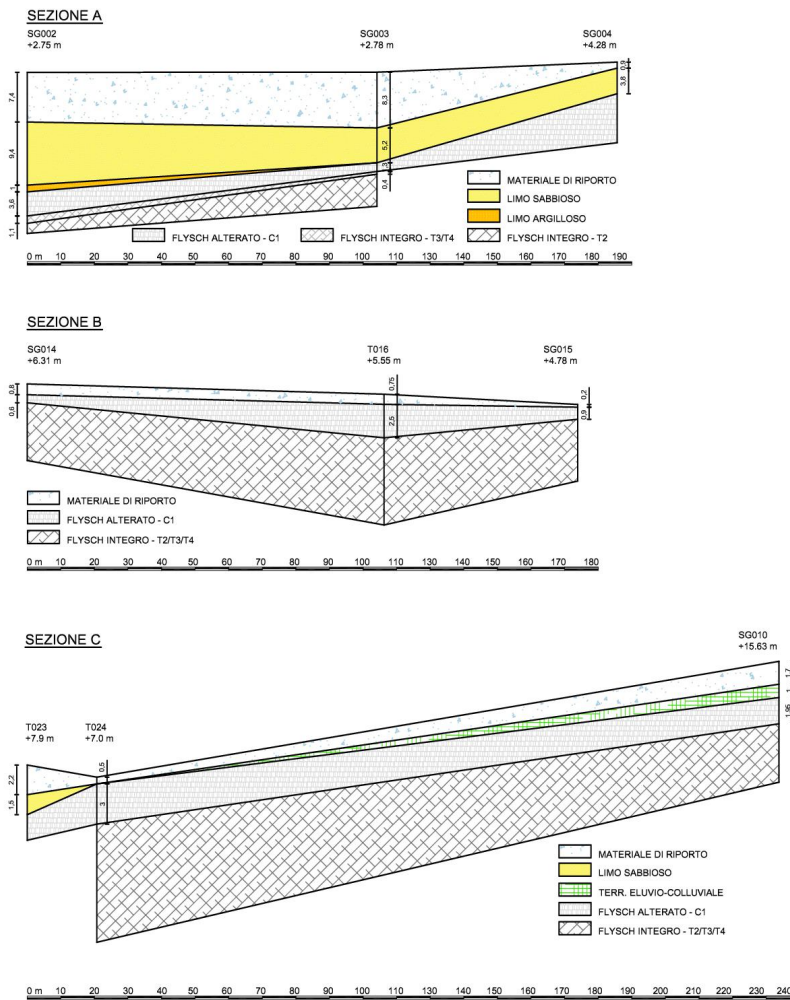 SEZIONE A
SG002 SG003 SG004
+2.75 m +2.78 m +4.28 m
0,9
3,8
7,4
8,3
9,4
5,2
1
3,6
0,4
1,1
MATERIALE DI RIPORTO
LIMO SABBIOSO
LIMO ARGILLOSO
FLYSCH ALTERATO - C1 FLYSCH INTEGRO - T3/T4 FLYSCH INTEGRO - T2
0 m 10 20 30 40 50 60 70 80 90 100 110 120 130 140 150 160 170 180 190
SEZIONE B
SG014 T016 SG015
+6.31 m +5.55 m +4.78 m
0,8
0,6
0,75
2,5
0,2
0,9
MATERIALE DI RIPORTO
FLYSCH ALTERATO - C1
FLYSCH INTEGRO - T2/T3/T4
0 m 10 20 30 40 50 60 70 80 90 100 110 120 130 140 150 160 170 180
SEZIONE C
SG010
+15.63 m
1,7
1
1,95
T023 T024
+7.9 m +7.0 m
2,2
1,5
0,5
3
MATERIALE DI RIPORTO
LIMO SABBIOSO
TERR. ELUVIO-COLLUVIALE
FLYSCH ALTERATO - C1
FLYSCH INTEGRO - T2/T3/T4
0 m 10 20 30 40 50 60 70 80 90 100 110 120 130 140 150 160 170 180 190 200 210 220 230 240